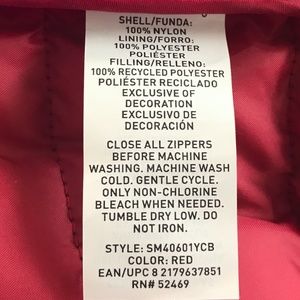 SHELL/FUNDA:
100% NYLON
LINING/FORRO:
100% POLYESTER
POLIÉSTER
FILLING/RELLENO:
100% RECYCLED POLYESTER
POLIÉSTER RECICLADO
EXCLUSIVE OF
DECORATION
EXCLUSIVO DE
DECORACIÓN
CLOSE ALL ZIPPERS
BEFORE MACHINE
WASHING. MACHINE WASH
COLD. GENTLE CYCLE.
ONLY NON-CHLORINE
BLEACH WHEN NEEDED.
TUMBLE DRY LOW. DO
NOT IRON.
STYLE: SM40601YCB
COLOR: RED
EAN/UPC 8 2179637851
RN# 52469